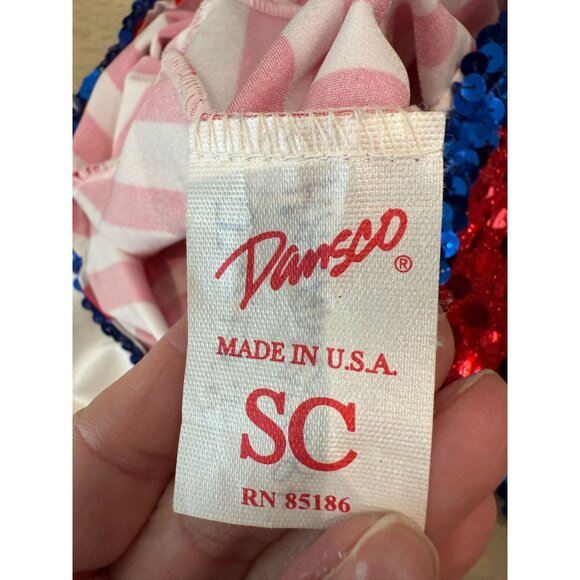 Dansco ®
MADE IN U.S.A.
SC
RN 85186